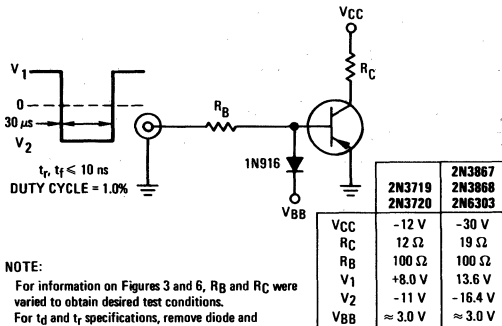 VCC
RC
V1
0
30 μs
V2
RB
1N916
VBB
tr, tf ≤ 10 ns
DUTY CYCLE = 1.0%
2N3719 2N3720 2N3867 2N3868 2N6303
VCC -12 V -30 V
RC 12 Ω 19 Ω
RB 100 Ω 100 Ω
V1 +8.0 V 13.6 V
V2 -11 V -16.4 V
VBB ≈ 3.0 V ≈ 3.0 V
NOTE:
For information on Figures 3 and 6, RB and RC were
varied to obtain desired test conditions.
For td and tr specifications, remove diode and